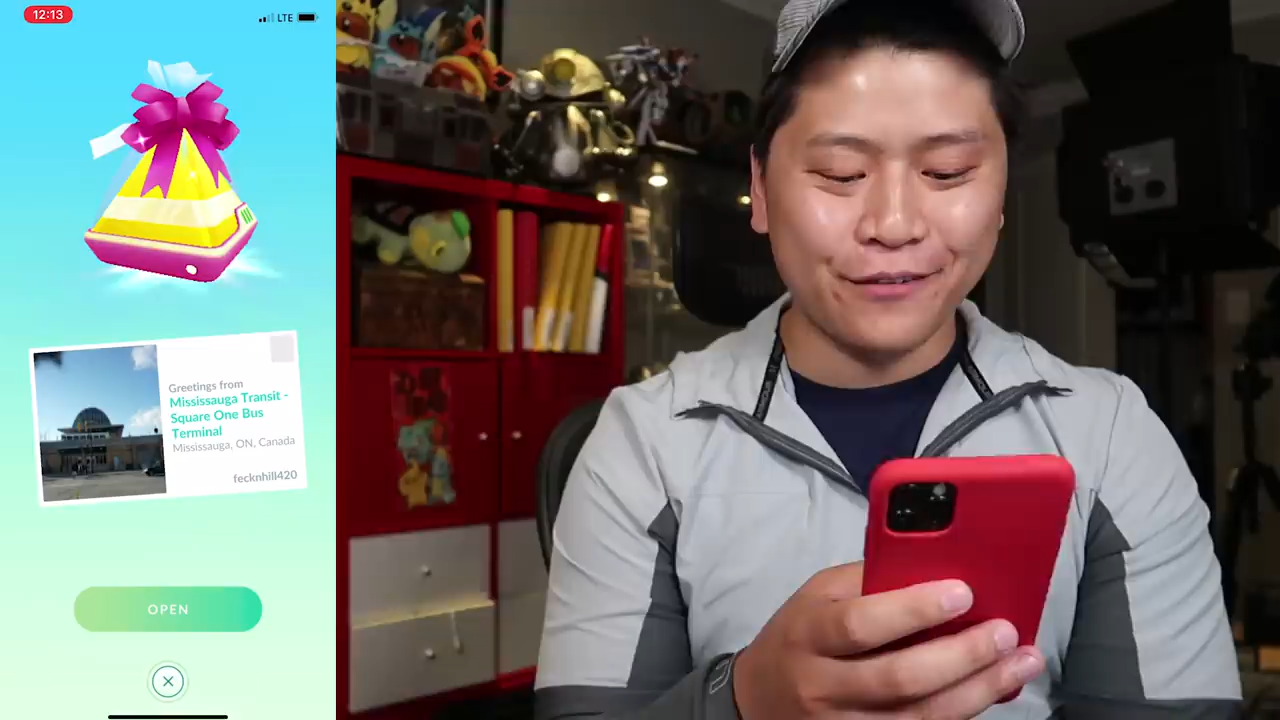 12:13
LTE
Greetings from
Mississauga Transit -
Square One Bus
Terminal
Mississauga, ON, Canada
fecknhill420
OPEN